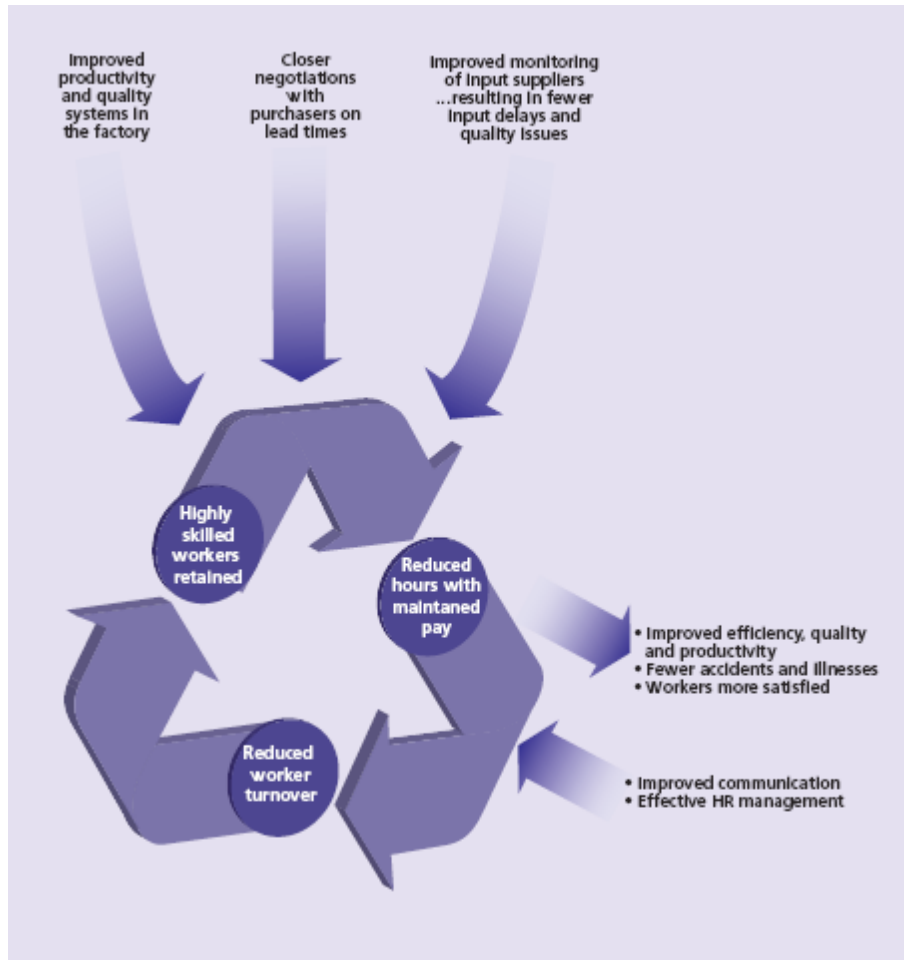 Improved
productivity
and quality
systems in
the factory
Closer
negotiations
with
purchasers on
lead times
Improved monitoring
of input suppliers
...resulting in fewer
input delays and
quality issues
Highly
skilled
workers
retained
Reduced
hours with
maintaned
pay
• Improved efficiency, quality
and productivity
• Fewer accidents and illnesses
• Workers more satisfied
Reduced
worker
turnover
• Improved communication
• Effective HR management